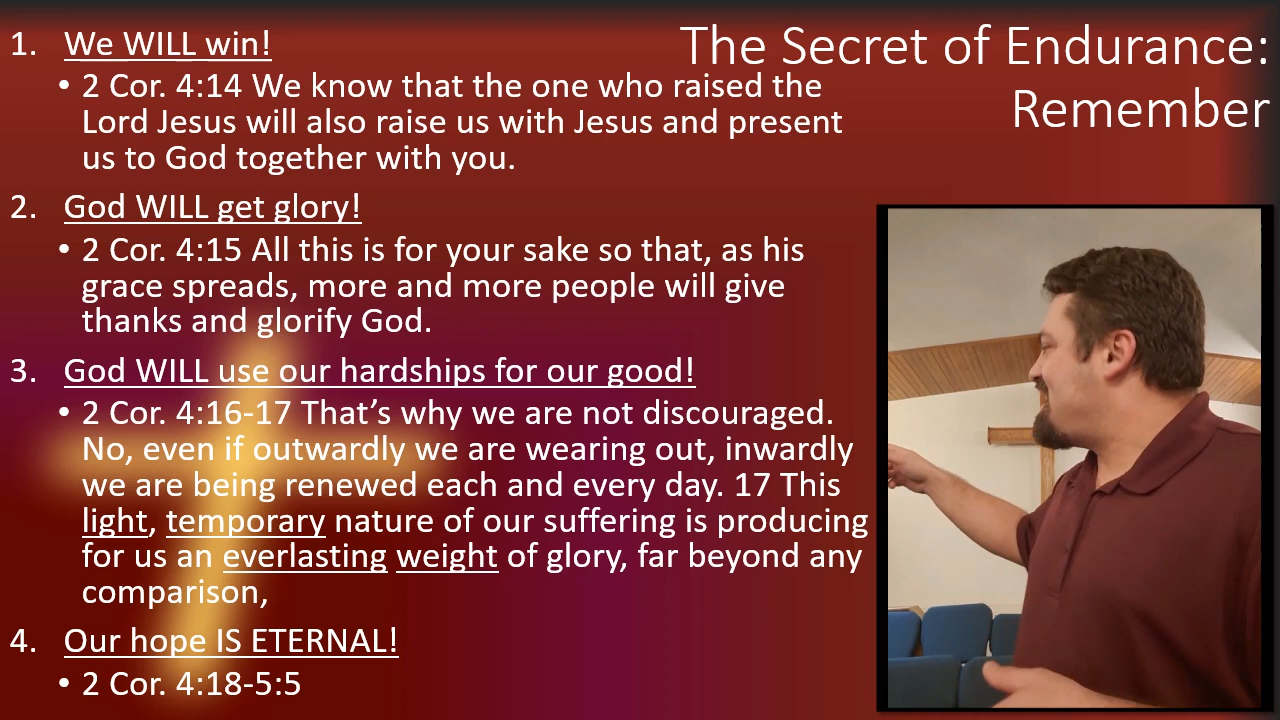 The Secret of Endurance:
Remember
1. We WILL win!
• 2 Cor. 4:14 We know that the one who raised the
Lord Jesus will also raise us with Jesus and present
us to God together with you.
2. God WILL get glory!
• 2 Cor. 4:15 All this is for your sake so that, as his
grace spreads, more and more people will give
thanks and glorify God.
3. God WILL use our hardships for our good!
• 2 Cor. 4:16-17 That’s why we are not discouraged.
No, even if outwardly we are wearing out, inwardly
we are being renewed each and every day. 17 This
light, temporary nature of our suffering is producing
for us an everlasting weight of glory, far beyond any
comparison,
4. Our hope IS ETERNAL!
• 2 Cor. 4:18-5:5